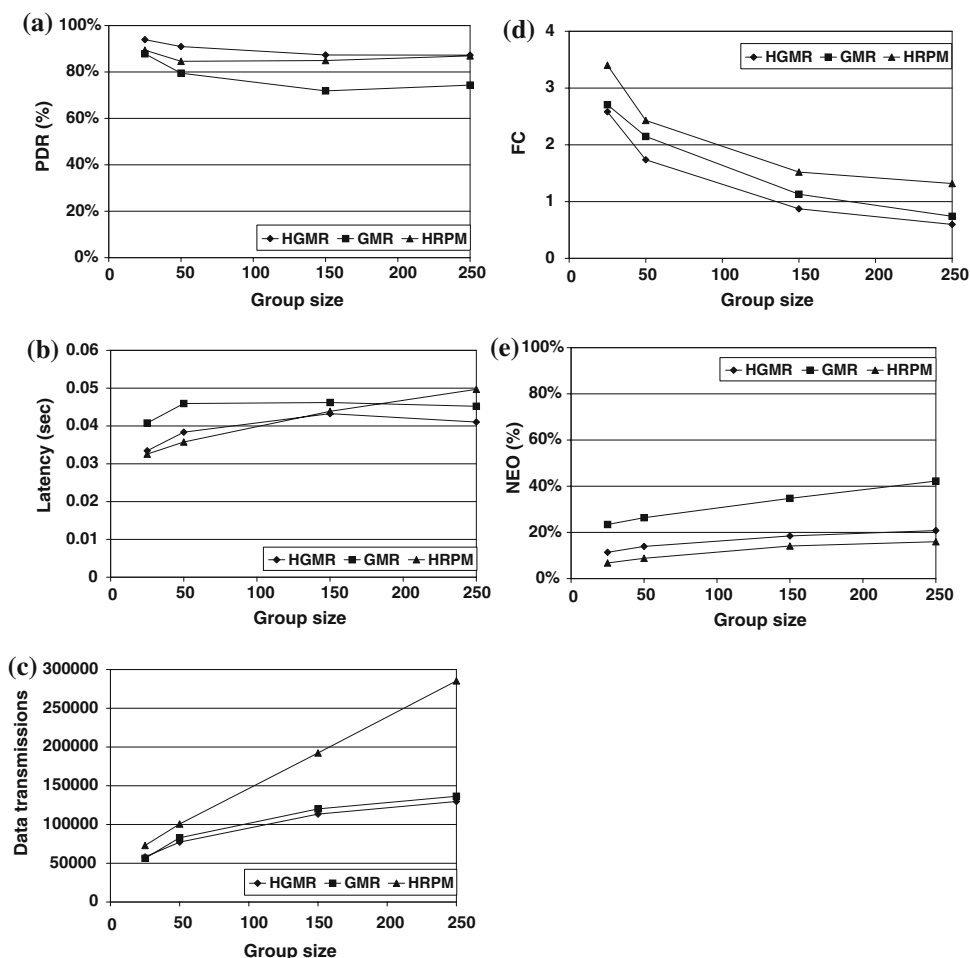 (a)
100%
80%
60%
40%
20%
0%
PDR (%)
HGMR GMR HRPM
0 50 100 150 200 250
Group size
(b)
0.06
0.05
0.04
0.03
0.02
0.01
0
Latency (sec)
HGMR GMR HRPM
0 50 100 150 200 250
Group size
(c)
300000
250000
200000
150000
100000
50000
0
Data transmissions
HGMR GMR HRPM
0 50 100 150 200 250
Group size
(d)
4
3
2
1
0
FC
HGMR GMR HRPM
0 50 100 150 200 250
Group size
(e)
100%
80%
60%
40%
20%
0%
NEO (%)
HGMR GMR HRPM
0 50 100 150 200 250
Group size